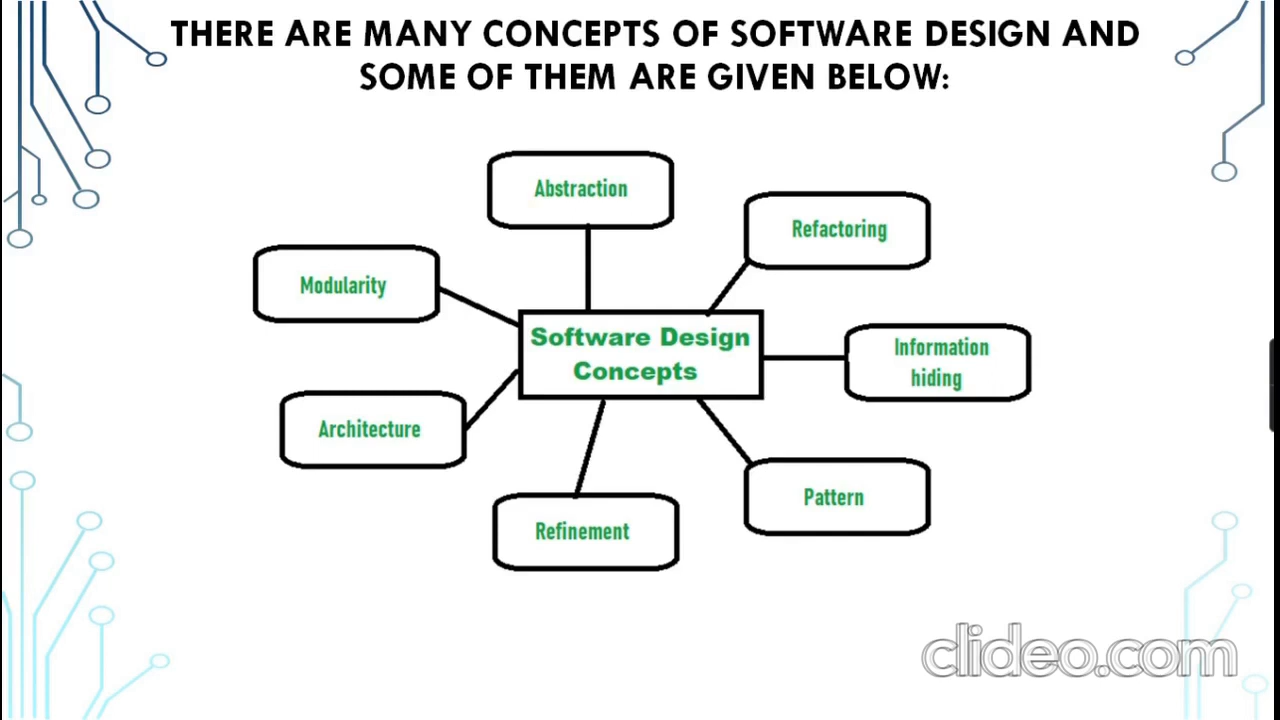 THERE ARE MANY CONCEPTS OF SOFTWARE DESIGN AND
SOME OF THEM ARE GIVEN BELOW:
Abstraction
Refactoring
Modularity
Software Design
Concepts
Information
hiding
Architecture
Pattern
Refinement
clideo.com